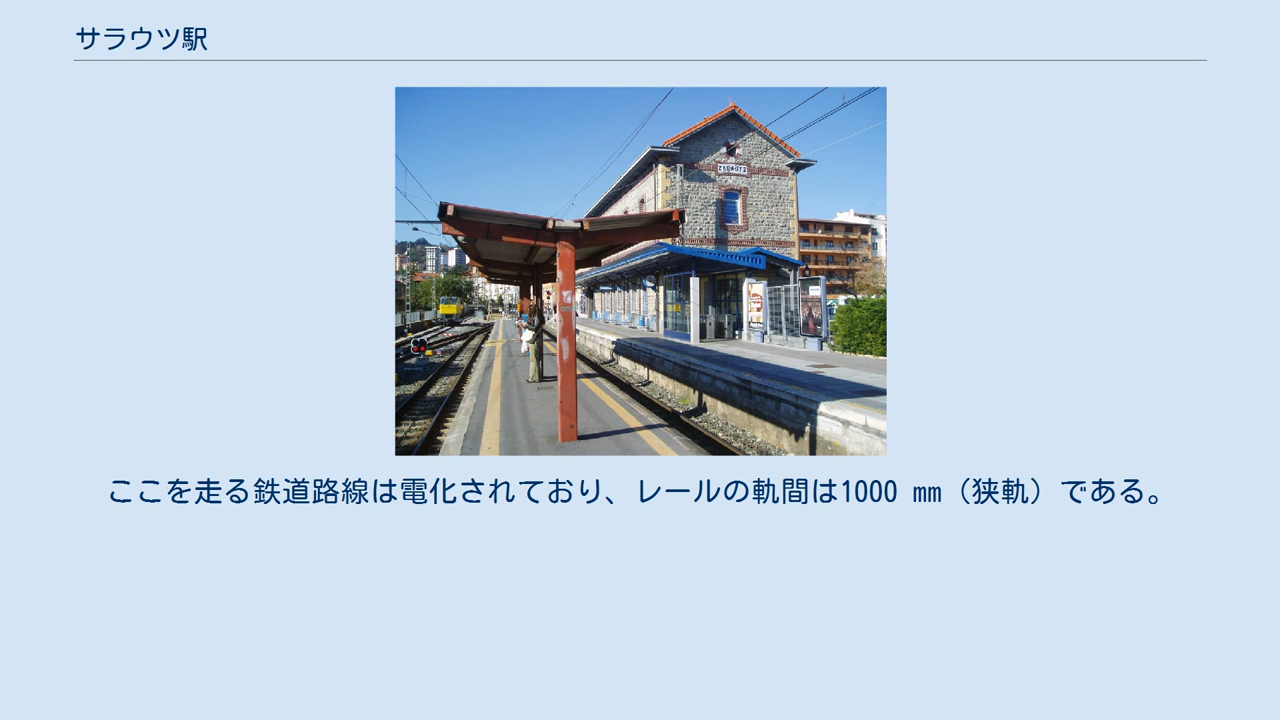 サラウツ駅
ここを走る鉄道路線は電化されており、レールの軌間は1000 mm（狭軌）である。